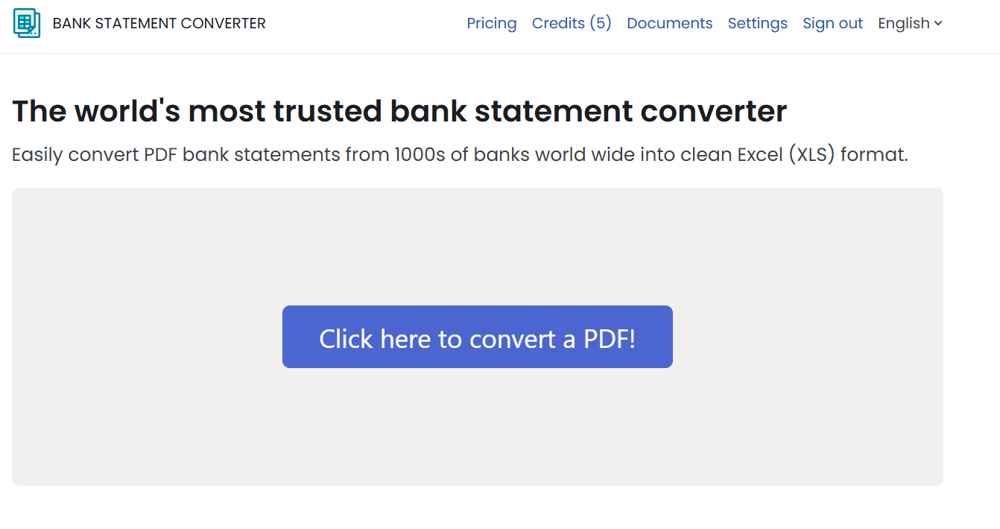 BANK STATEMENT CONVERTER Pricing Credits (5) Documents Settings Sign out English
The world's most trusted bank statement converter
Easily convert PDF bank statements from 1000s of banks world wide into clean Excel (XLS) format.
Click here to convert a PDF!